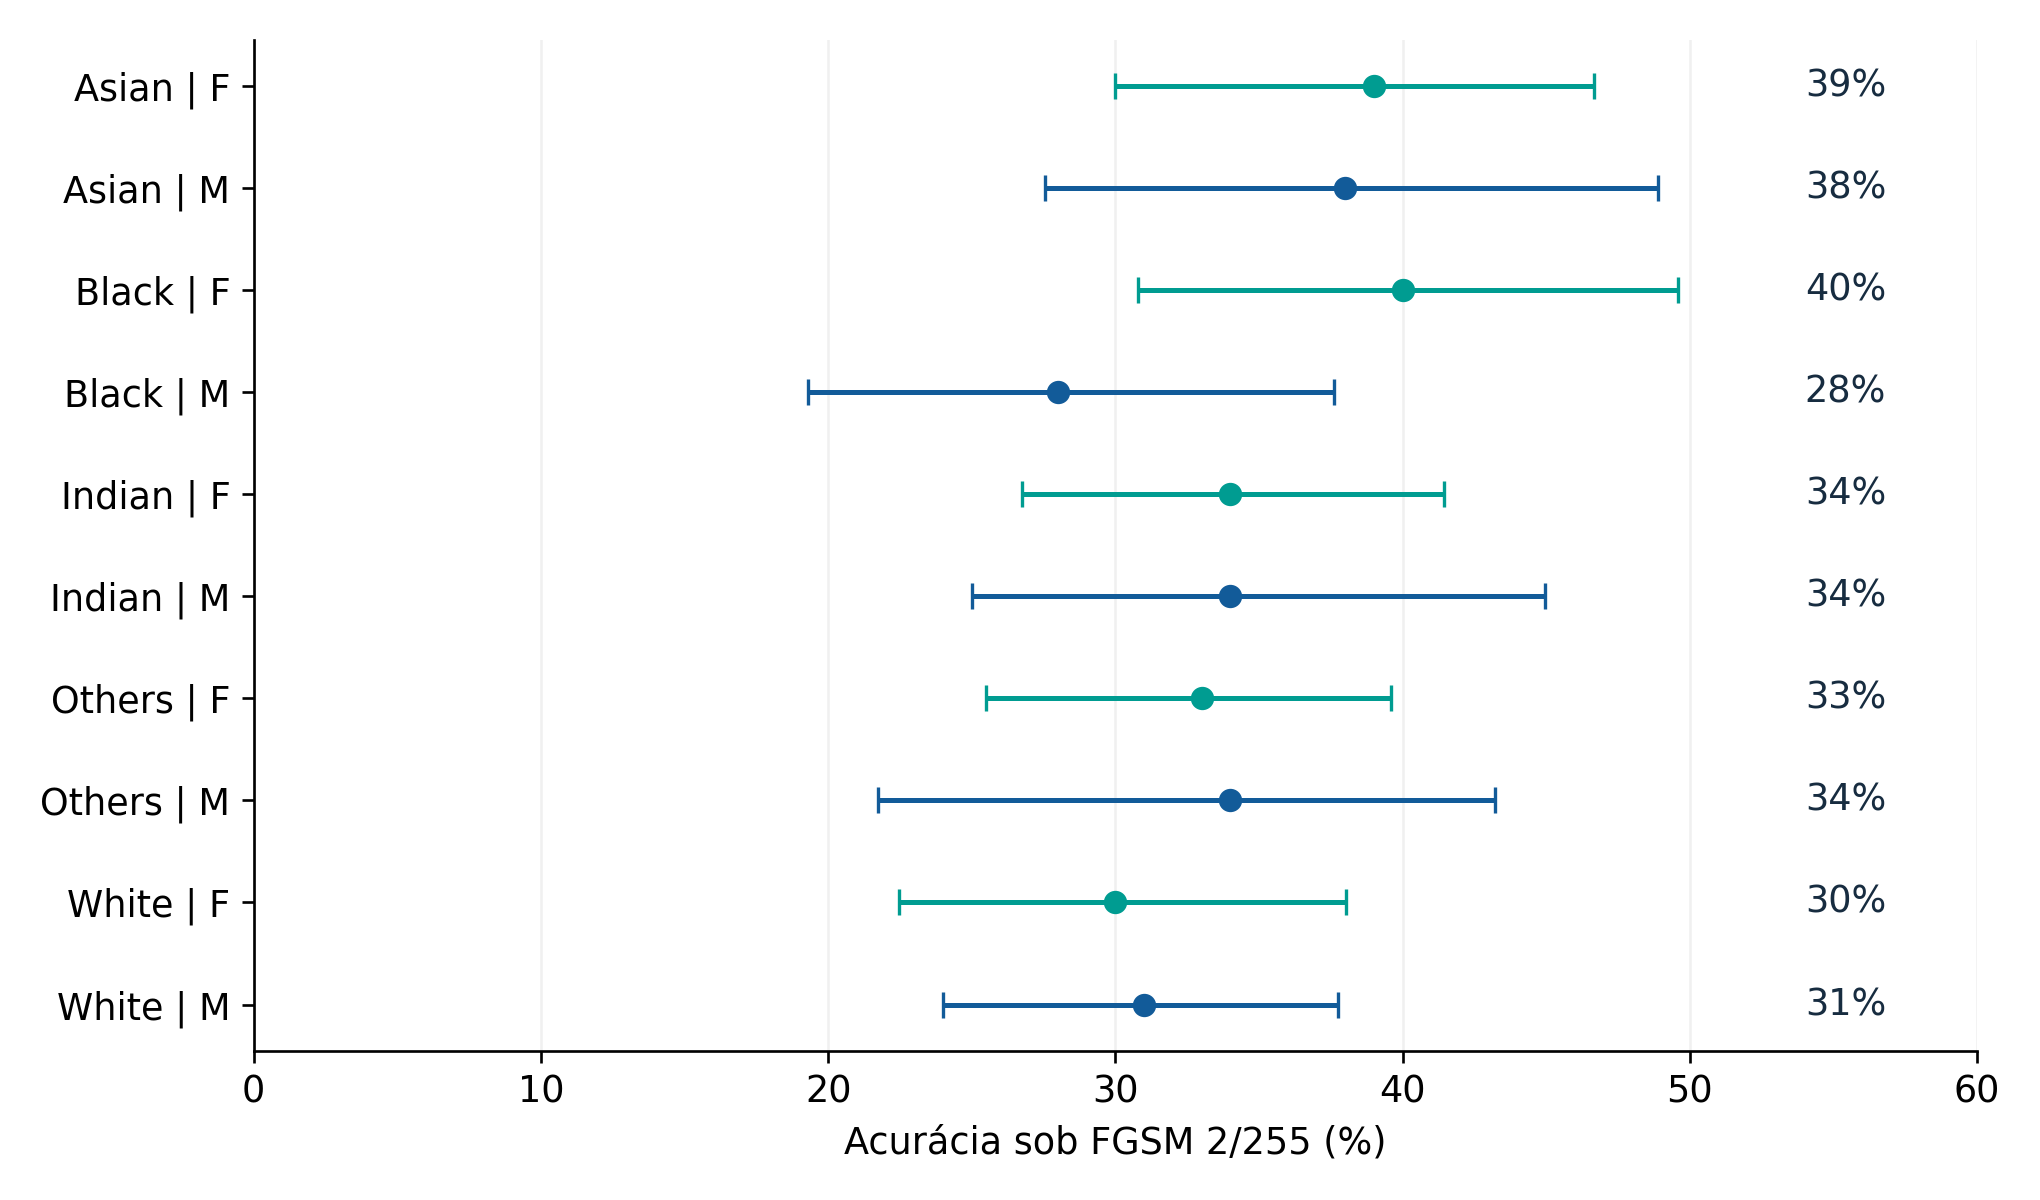 Asian | F 39%
Asian | M 38%
Black | F 40%
Black | M 28%
Indian | F 34%
Indian | M 34%
Others | F 33%
Others | M 34%
White | F 30%
White | M 31%
0 10 20 30 40 50 60
Acurácia sob FGSM 2/255 (%)